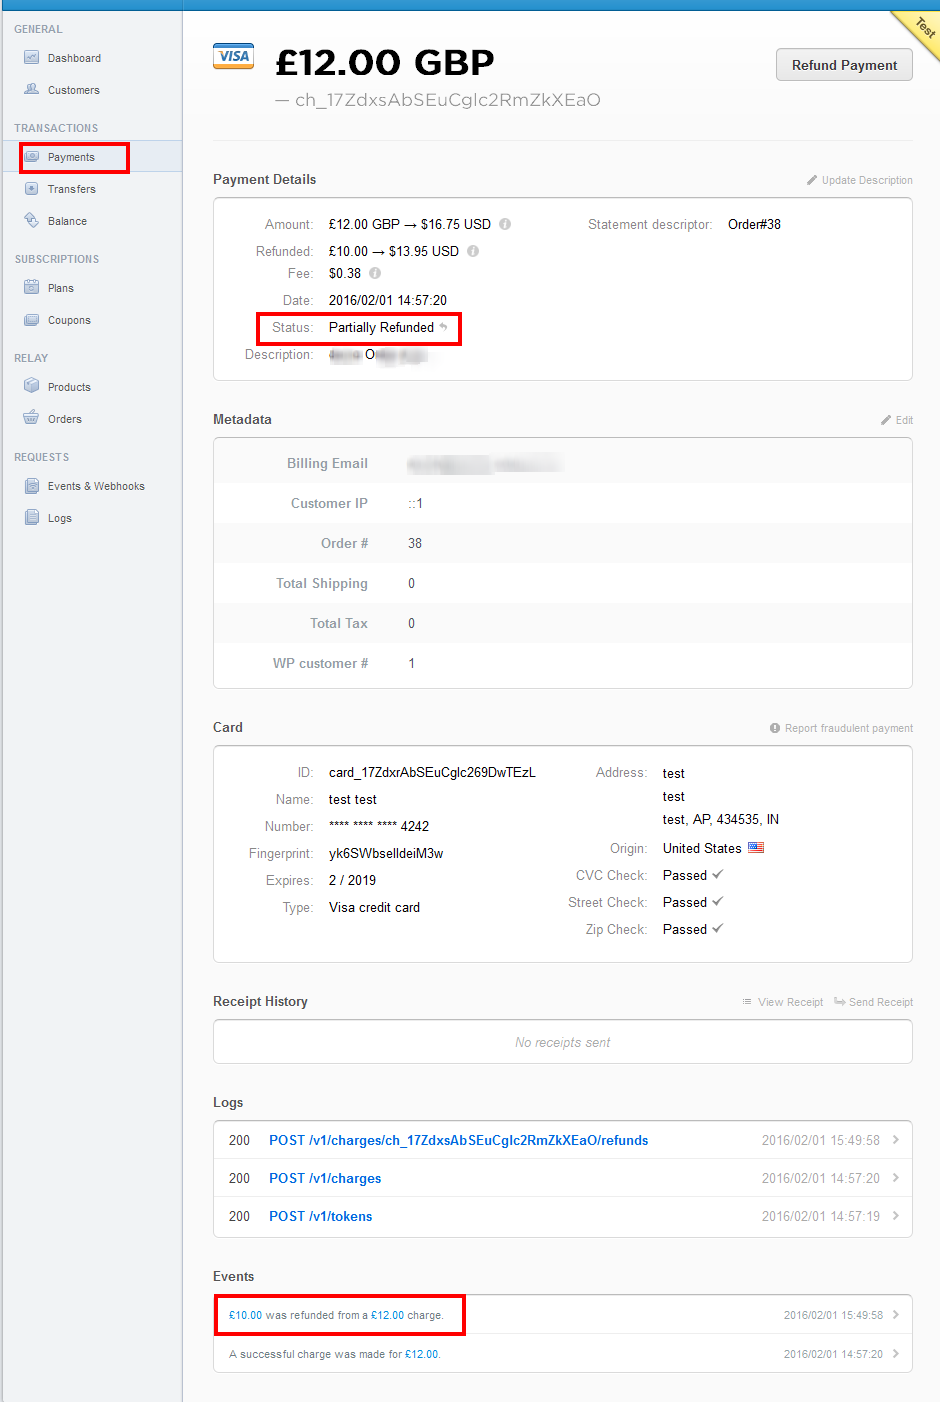 GENERAL
Dashboard
Customers
TRANSACTIONS
Payments
Transfers
Balance
SUBSCRIPTIONS
Plans
Coupons
RELAY
Products
Orders
REQUESTS
Events & Webhooks
Logs
Test
VISA £12.00 GBP
— ch_17ZdxsAbSEuCglc2RmZkXEaO
Refund Payment
Payment Details Update Description
Amount: £12.00 GBP → $16.75 USD Statement descriptor: Order#38
Refunded: £10.00 → $13.95 USD
Fee: $0.38
Date: 2016/02/01 14:57:20
Status: Partially Refunded
Description:
Metadata Edit
Billing Email
Customer IP ::1
Order # 38
Total Shipping 0
Total Tax 0
WP customer # 1
Card Report fraudulent payment
ID: card_17ZdxrAbSEuCglc269DwTEzL
Name: test test
Number: **** **** **** 4242
Fingerprint: yk6SWbselldeiM3w
Expires: 2 / 2019
Type: Visa credit card
Address: test
test
test, AP, 434535, IN
Origin: United States
CVC Check: Passed ✓
Street Check: Passed ✓
Zip Check: Passed ✓
Receipt History View Receipt Send Receipt
No receipts sent
Logs
200 POST /v1/charges/ch_17ZdxsAbSEuCglc2RmZkXEaO/refunds 2016/02/01 15:49:58
200 POST /v1/charges 2016/02/01 14:57:20
200 POST /v1/tokens 2016/02/01 14:57:19
Events
£10.00 was refunded from a £12.00 charge. 2016/02/01 15:49:58
A successful charge was made for £12.00. 2016/02/01 14:57:20